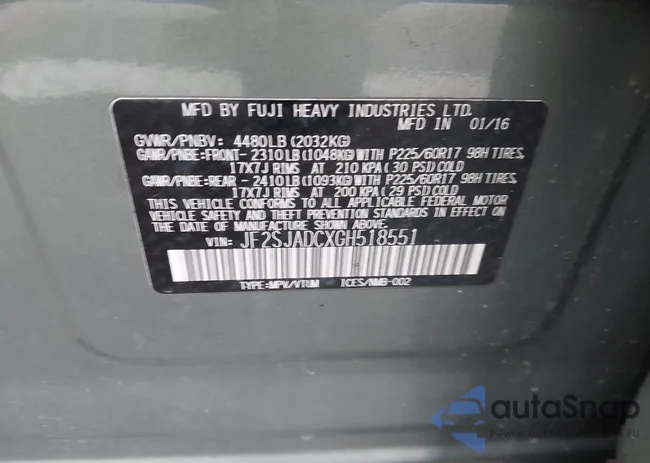 MFD BY FUJI HEAVY INDUSTRIES LTD.
MFD IN 01/16
GVWR/PNBV: 4480LB (2032KG)
GAWR/PNBE:FRONT- 2310LB (1048KG) WITH P225/60R17 98H TIRES,
17X7J RIMS AT 210 KPA ( 30 PSI) COLD
GAWR/PNBE:REAR - 2410LB (1093KG) WITH P225/60R17 98H TIRES,
17X7J RIMS AT 200 KPA ( 29 PSI) COLD
THIS VEHICLE CONFORMS TO ALL APPLICABLE FEDERAL MOTOR
VEHICLE SAFETY AND THEFT PREVENTION STANDARDS IN EFFECT
ON THE DATE OF MANUFACTURE SHOWN ABOVE.
VIN: JF2SJADCXGH518551
TYPE=MPV/VTUM ICES/NMB-002
autaSnap